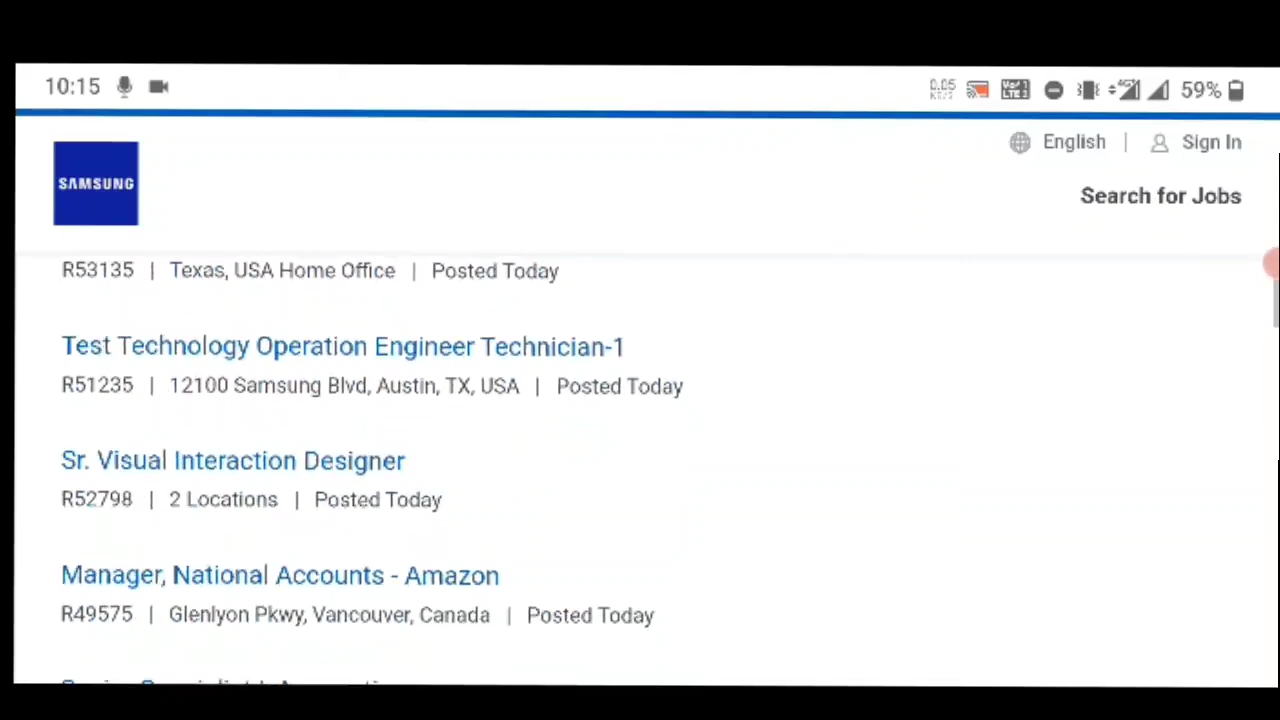 10:15
0.05
59%
English | Sign In
SAMSUNG
Search for Jobs
R53135 | Texas, USA Home Office | Posted Today
Test Technology Operation Engineer Technician-1
R51235 | 12100 Samsung Blvd, Austin, TX, USA | Posted Today
Sr. Visual Interaction Designer
R52798 | 2 Locations | Posted Today
Manager, National Accounts - Amazon
R49575 | Glenlyon Pkwy, Vancouver, Canada | Posted Today